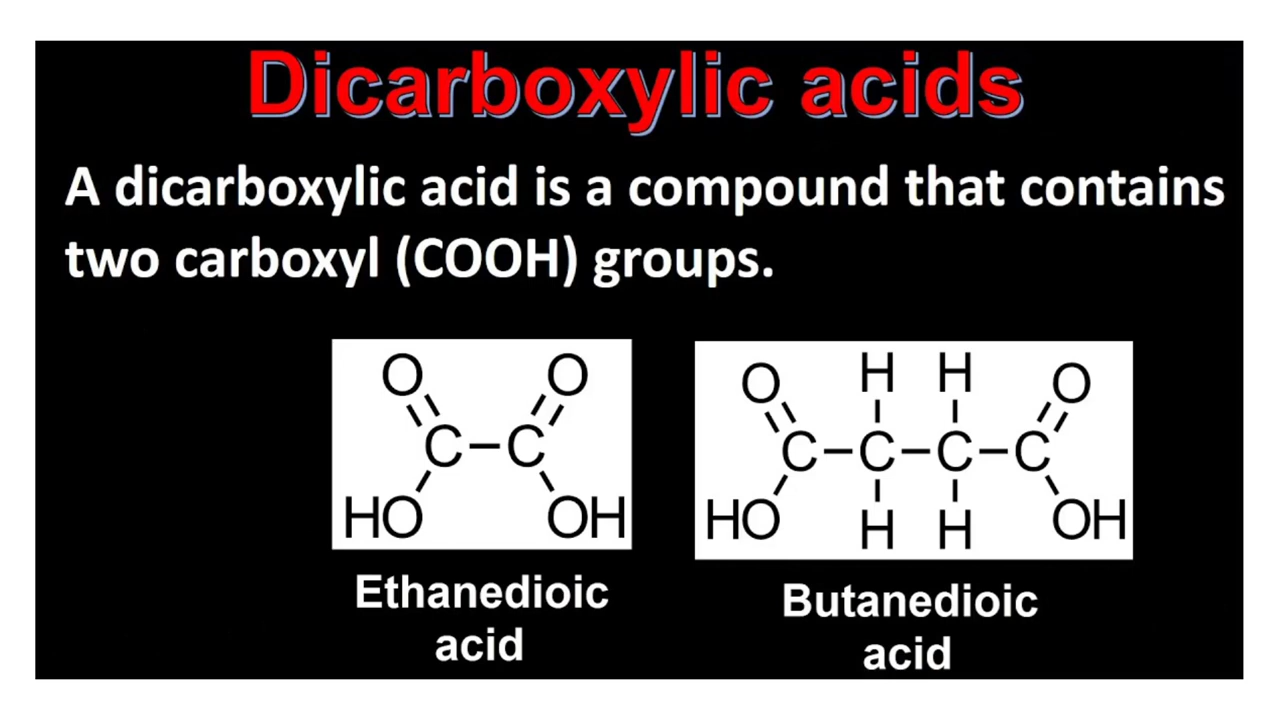 Dicarboxylic acids
A dicarboxylic acid is a compound that contains
two carboxyl (COOH) groups.
O O
C C
HO OH
Ethanedioic
acid
O H H O
C C C C
HO H H OH
Butanedioic
acid